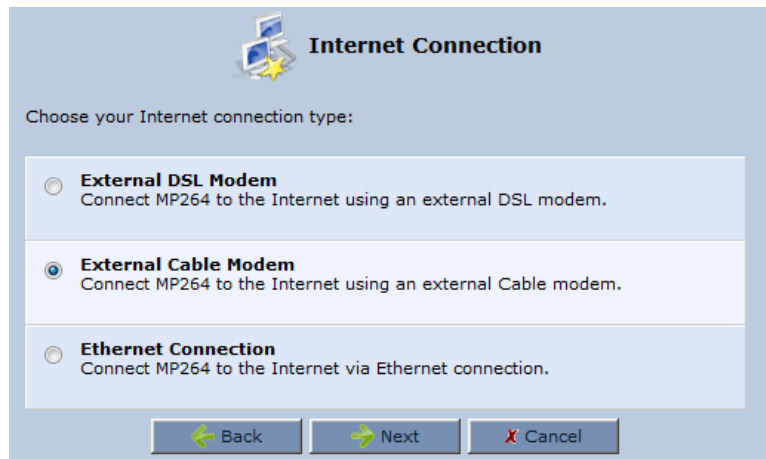 Internet Connection
Choose your Internet connection type:
External DSL Modem
Connect MP264 to the Internet using an external DSL modem.
External Cable Modem
Connect MP264 to the Internet using an external Cable modem.
Ethernet Connection
Connect MP264 to the Internet via Ethernet connection.
Back Next Cancel